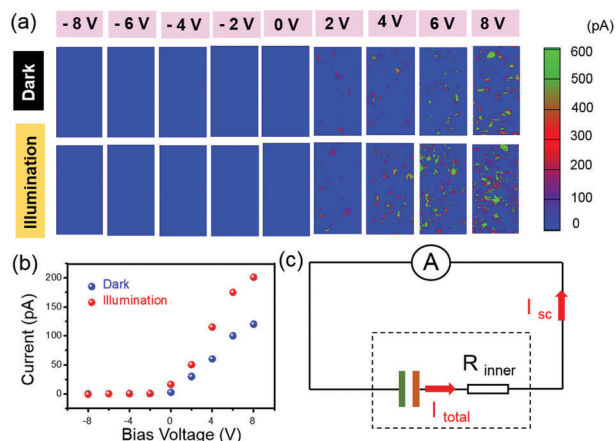 (a)
- 8 V - 6 V - 4 V - 2 V 0 V 2 V 4 V 6 V 8 V (pA)
Dark
Illumination
600
500
400
300
200
100
0
(b)
Dark
Illumination
Current (pA)
200
150
100
50
0
-8 -4 0 4 8
Bias Voltage (V)
(c)
A
I sc
R inner
I total